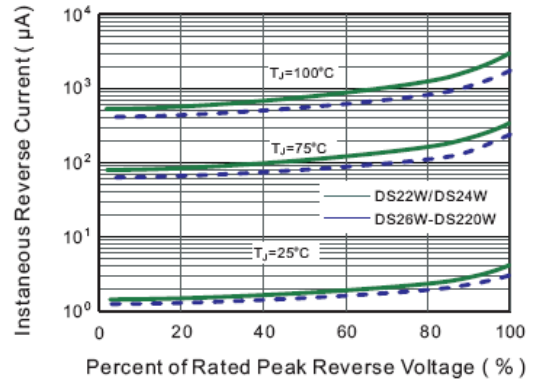 Instaneous Reverse Current ( μA)
10⁴
10³
10²
10¹
10⁰
TJ=100°C
TJ=75°C
DS22W/DS24W
DS26W-DS220W
TJ=25°C
0 20 40 60 80 100
Percent of Rated Peak Reverse Voltage ( % )